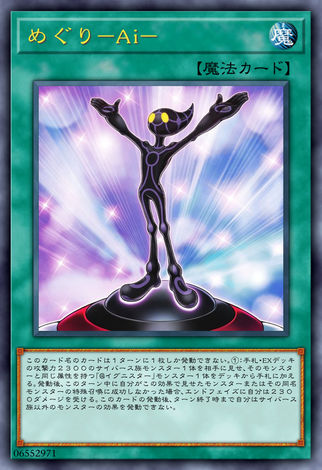 めぐり－Ai－
魔
【魔法カード】
このカード名のカードは１ターンに１枚しか発動できない。①：手札・EXデッキ
の攻撃力２３００のサイバース族モンスター１体を相手に見せ、そのモンスタ
ーと同じ属性を持つ「＠イグニスター」モンスター１体をデッキから手札に加え
る。発動後、このターン中に自分がこの効果で見せたモンスターまたはその同名
モンスターの特殊召喚に成功しなかった場合、エンドフェイズに自分は２３０
０ダメージを受ける。このカードの発動後、ターン終了時まで自分はサイバース
族以外のモンスターの効果を発動できない。
06552971